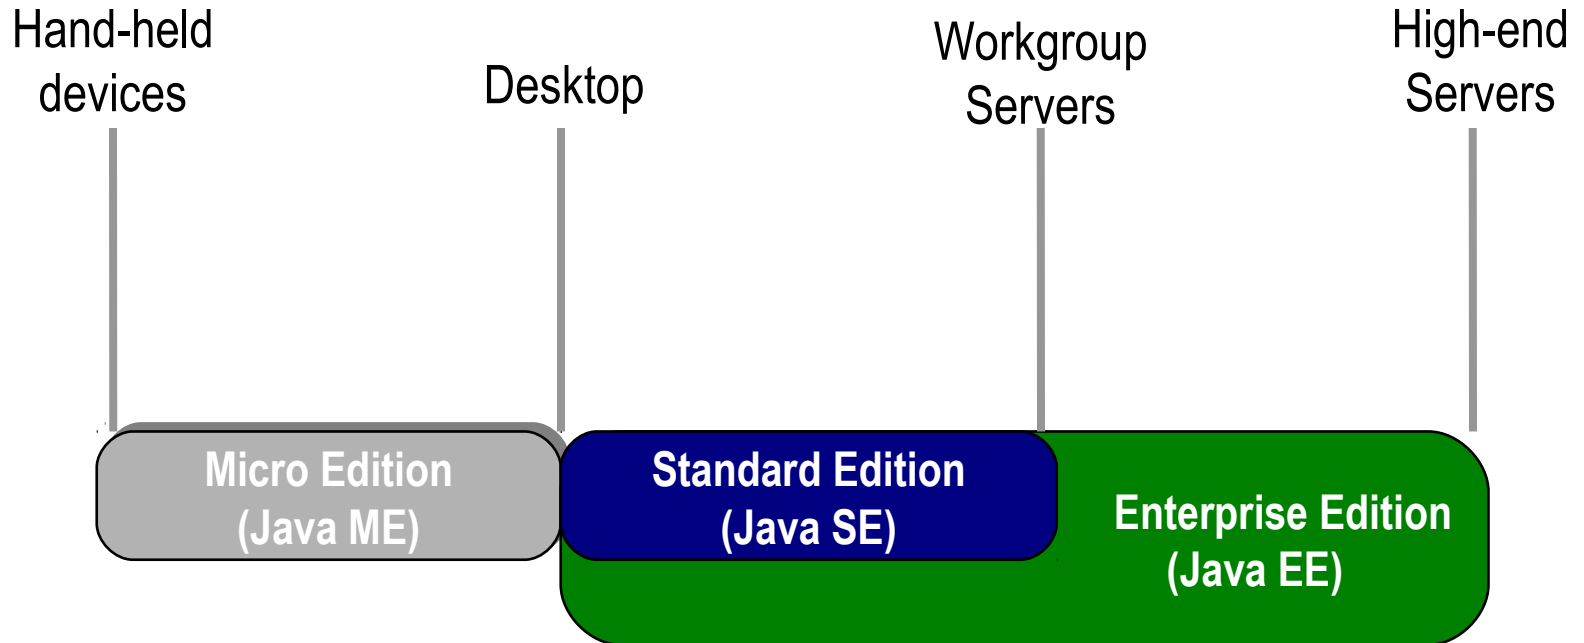 Hand-held
devices
Desktop
Workgroup
Servers
High-end
Servers
Micro Edition
(Java ME)
Standard Edition
(Java SE)
Enterprise Edition
(Java EE)